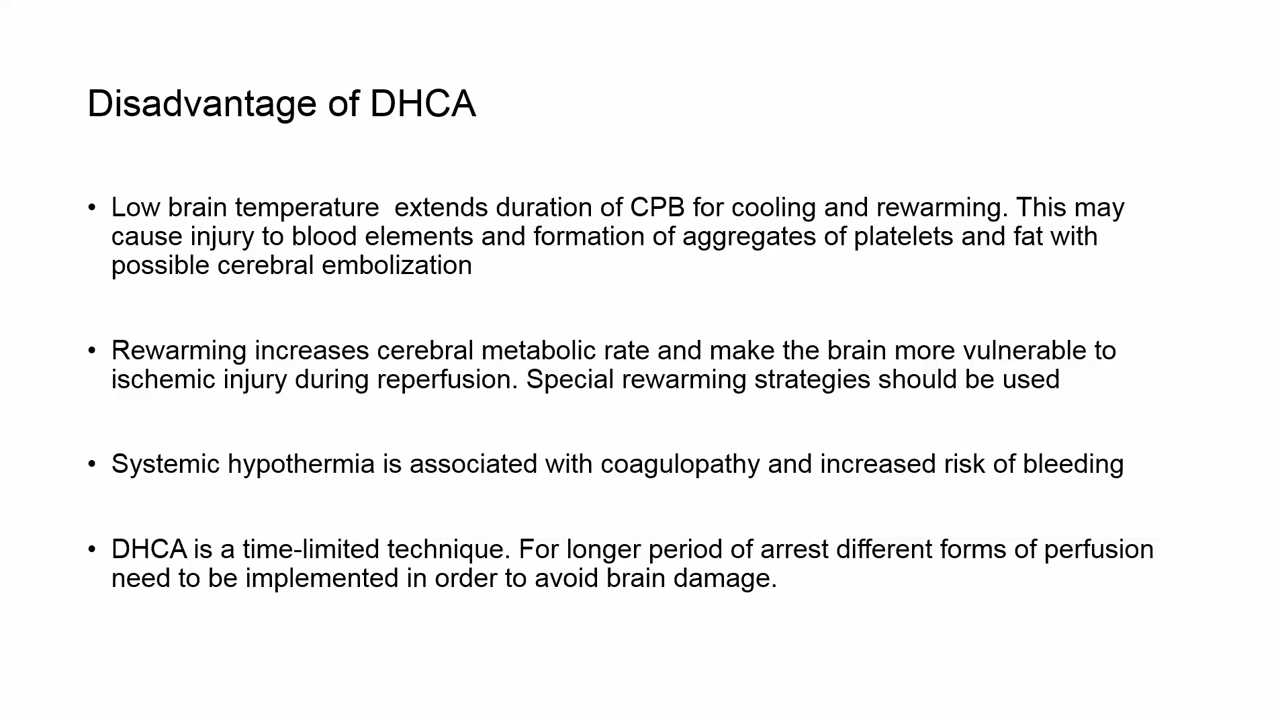 Disadvantage of DHCA
• Low brain temperature  extends duration of CPB for cooling and rewarming. This may
cause injury to blood elements and formation of aggregates of platelets and fat with
possible cerebral embolization
• Rewarming increases cerebral metabolic rate and make the brain more vulnerable to
ischemic injury during reperfusion. Special rewarming strategies should be used
• Systemic hypothermia is associated with coagulopathy and increased risk of bleeding
• DHCA is a time-limited technique. For longer period of arrest different forms of perfusion
need to be implemented in order to avoid brain damage.